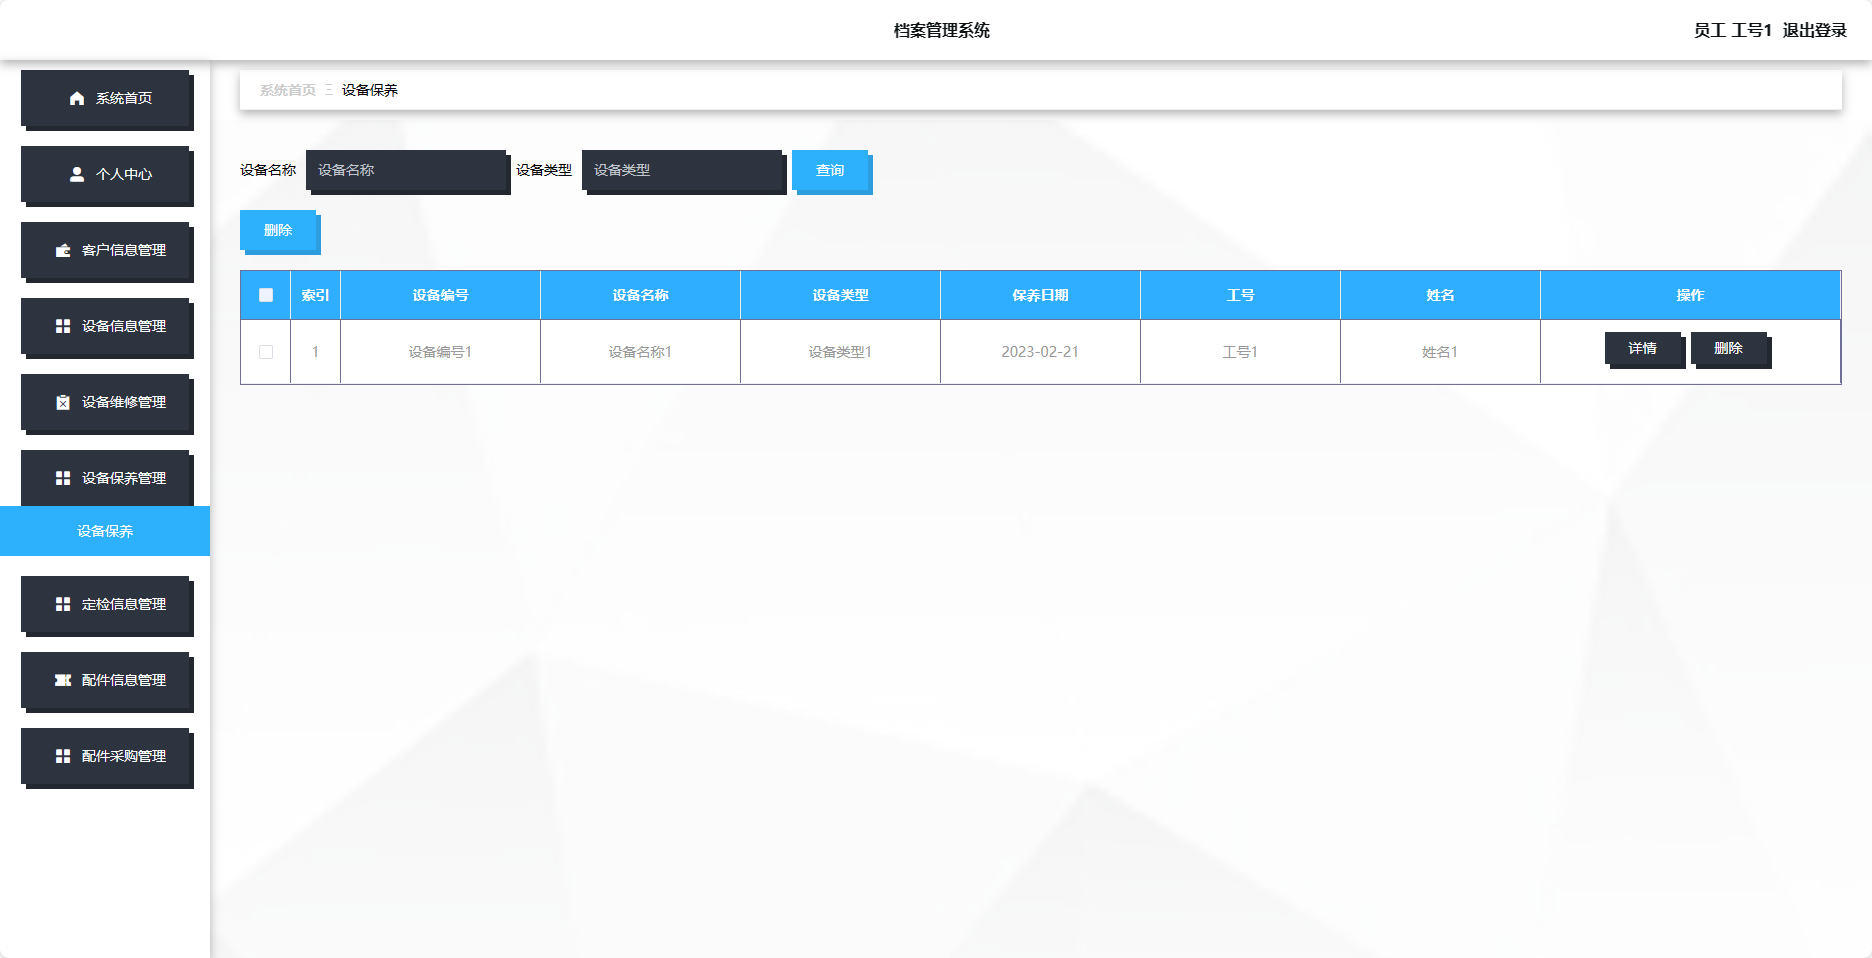 档案管理系统
员工 工号1 退出登录
系统首页
个人中心
客户信息管理
设备信息管理
设备维修管理
设备保养管理
设备保养
定检信息管理
配件信息管理
配件采购管理
系统首页 Ξ 设备保养
设备名称 设备名称 设备类型 设备类型 查询
删除
索引 设备编号 设备名称 设备类型 保养日期 工号 姓名 操作
1 设备编号1 设备名称1 设备类型1 2023-02-21 工号1 姓名1 详情 删除